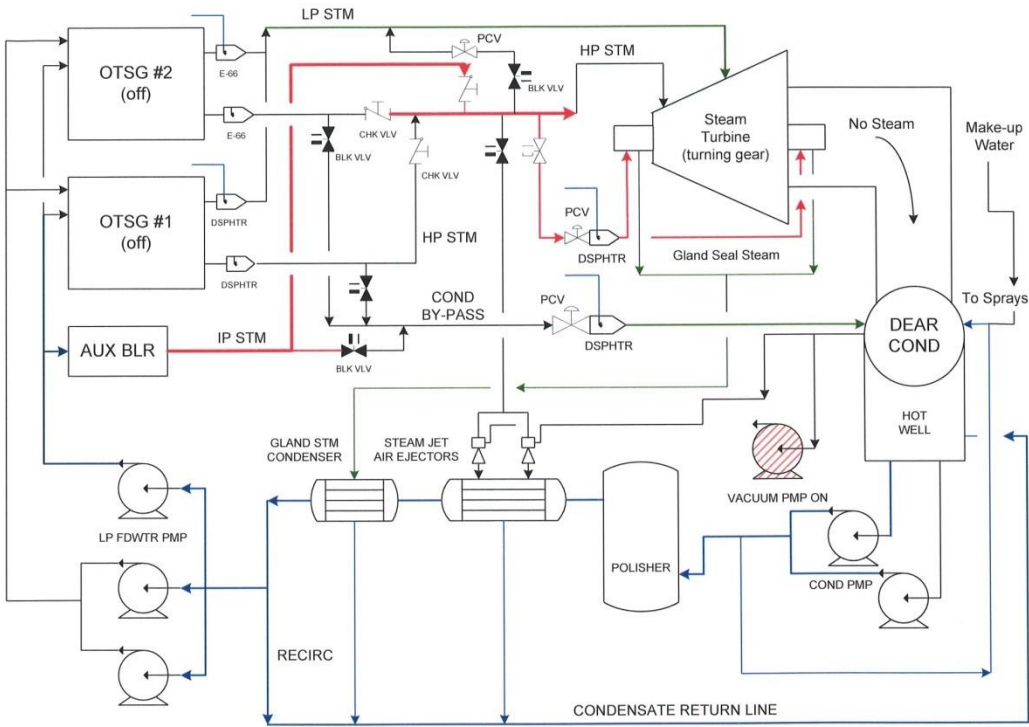 LP STM
PCV
HP STM
OTSG #2
(off)
E-66
BLK VLV
E-66
CHK VLV
BLK VLV
CHK VLV
Steam
Turbine
(turning gear)
No Steam
Make-up
Water
OTSG #1
(off)
DSPHTR
HP STM
PCV
DSPHTR
Gland Seal Steam
DSPHTR
COND
BY-PASS
PCV
DSPHTR
To Sprays
AUX BLR
IP STM
BLK VLV
DEAR
COND
HOT
WELL
GLAND STM
CONDENSER
STEAM JET
AIR EJECTORS
VACUUM PMP ON
LP FDWTR PMP
POLISHER
COND PMP
RECIRC
CONDENSATE RETURN LINE